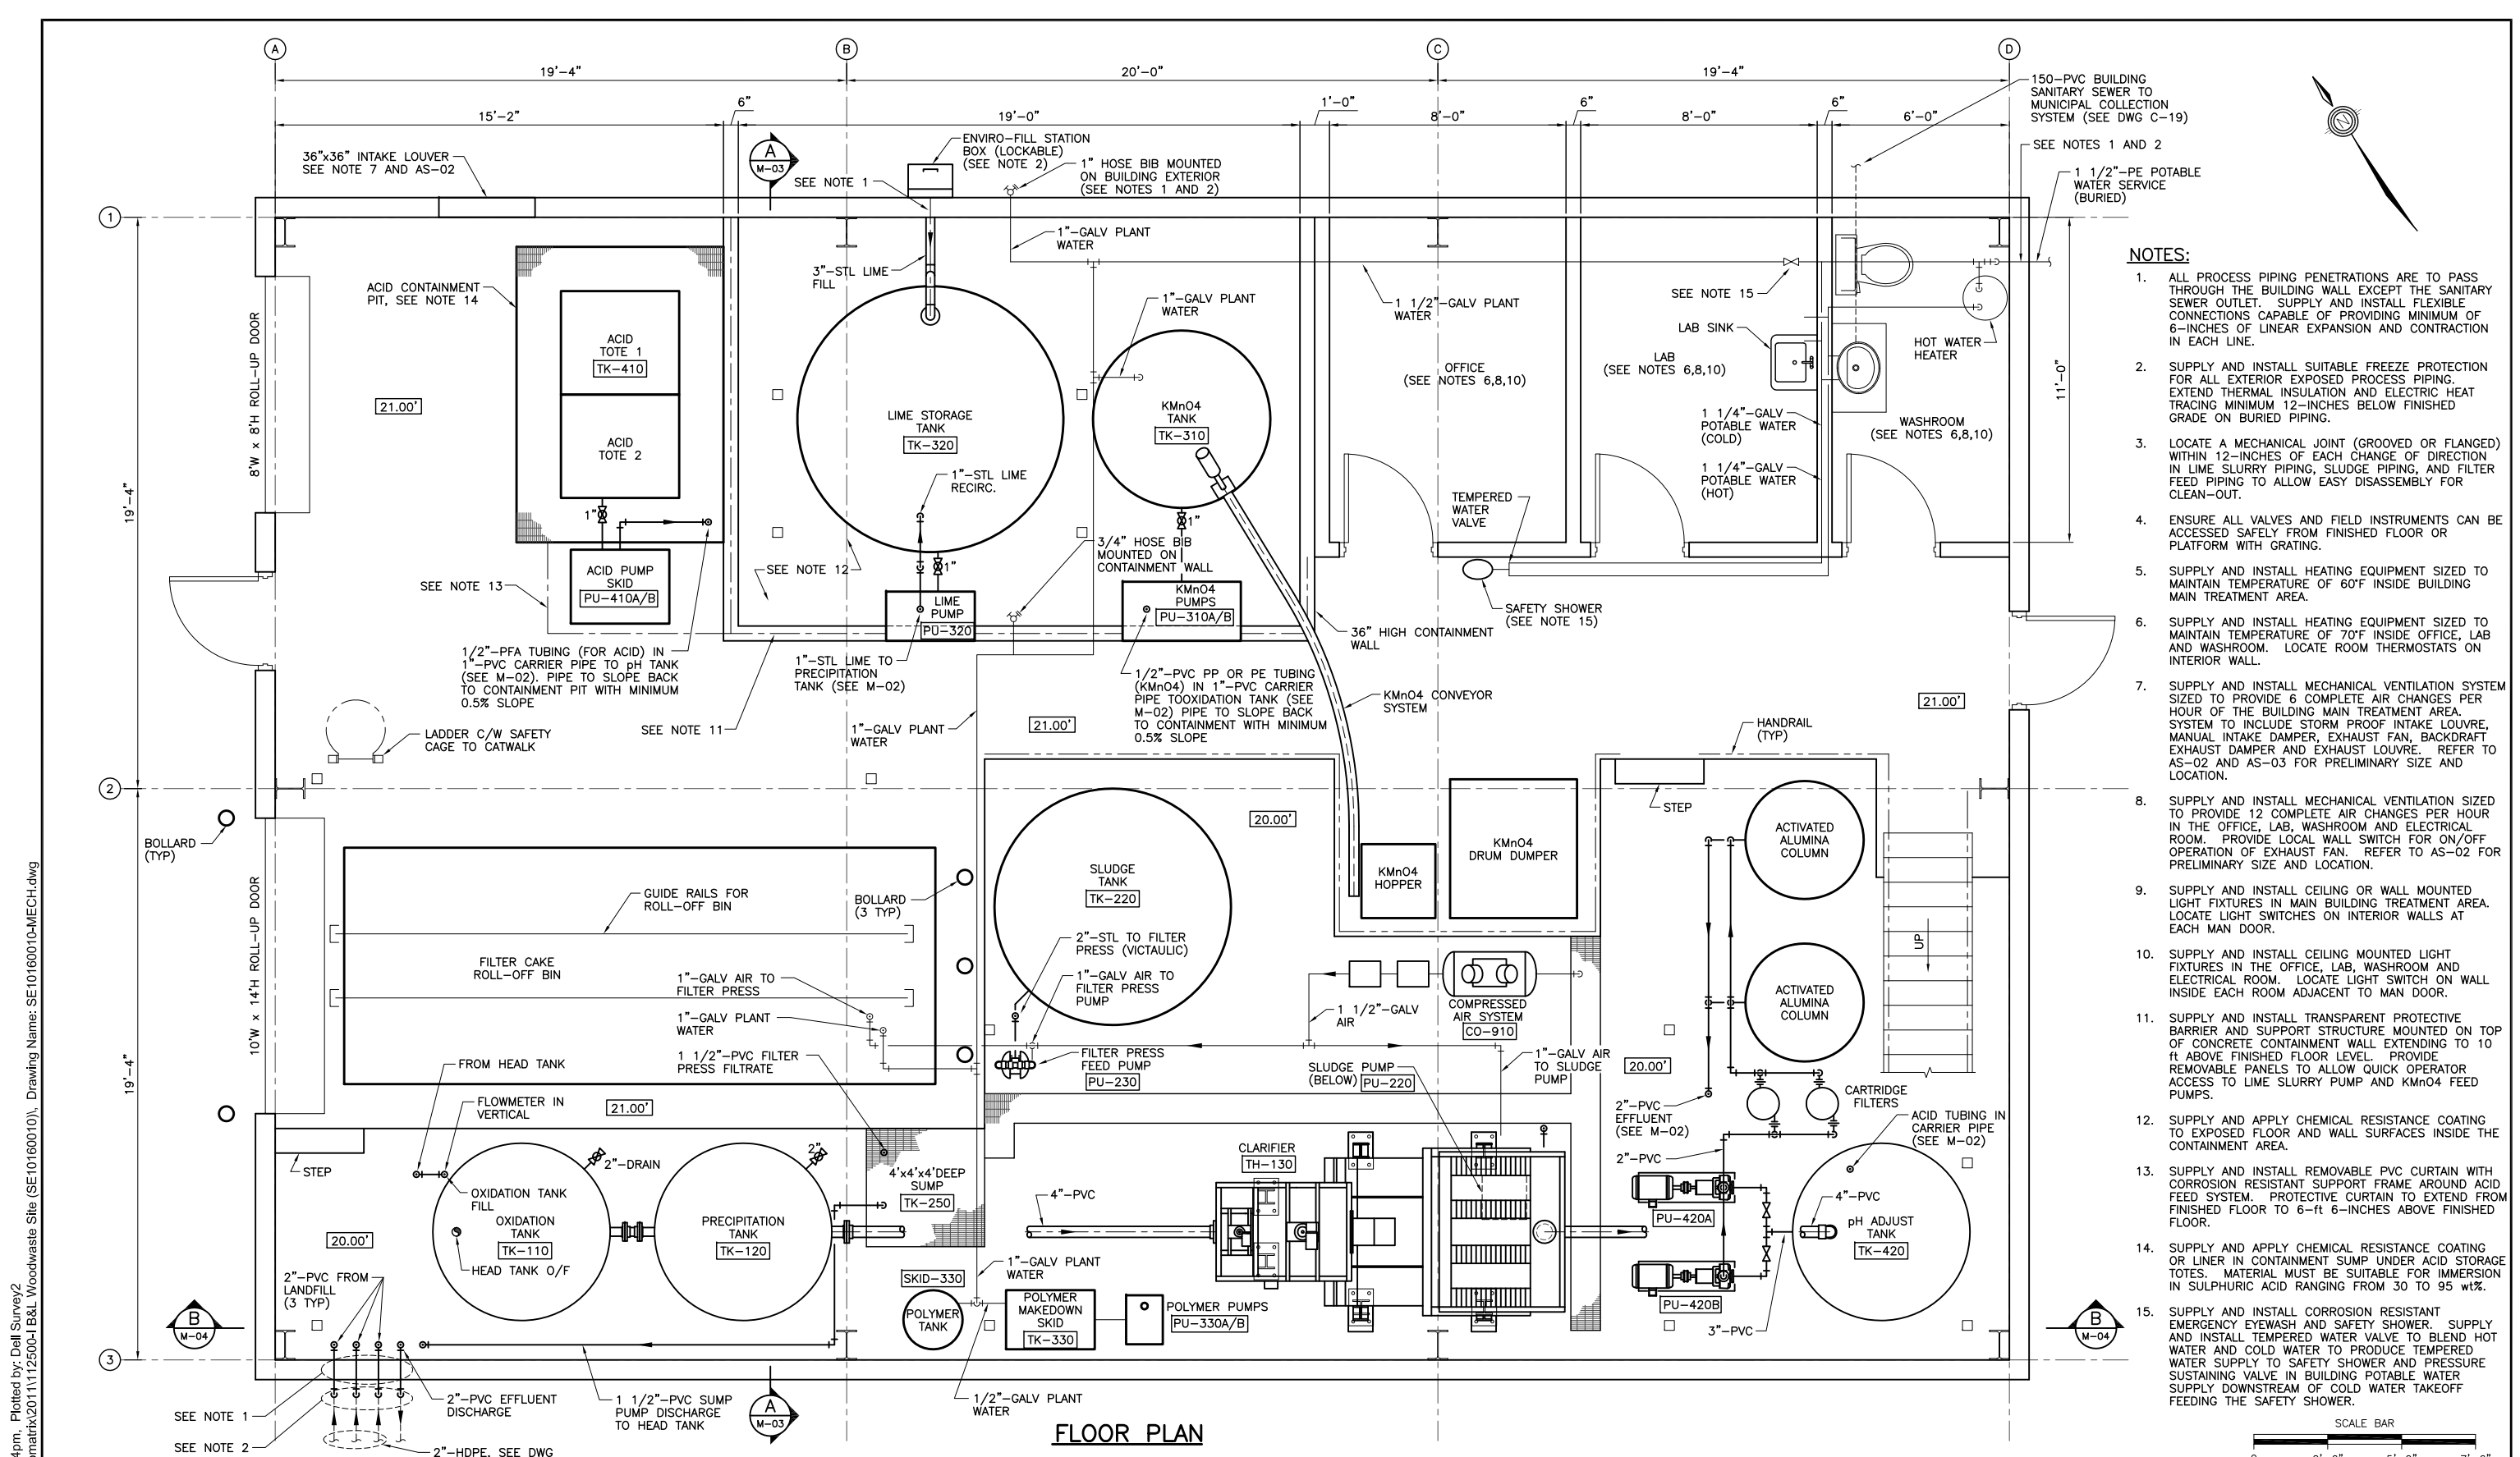 A
B
C
D
19'-4"
20'-0"
19'-4"
15'-2"
6"
19'-0"
1'-0"
8'-0"
6"
8'-0"
6"
6'-0"
150-PVC BUILDING
SANITARY SEWER TO
MUNICIPAL COLLECTION
SYSTEM (SEE DWG C-19)
SEE NOTES 1 AND 2
1 1/2"-PE POTABLE
WATER SERVICE
(BURIED)
N
36"x36" INTAKE LOUVER
SEE NOTE 7 AND AS-02
A
M-03
SEE NOTE 1
ENVIRO-FILL STATION
BOX (LOCKABLE)
(SEE NOTE 2)
1" HOSE BIB MOUNTED
ON BUILDING EXTERIOR
(SEE NOTES 1 AND 2)
1
1"-GALV PLANT
WATER
3"-STL LIME
FILL
ACID CONTAINMENT
PIT, SEE NOTE 14
1"-GALV PLANT
WATER
1 1/2"-GALV PLANT
WATER
SEE NOTE 15
LAB SINK
HOT WATER
HEATER
8'W x 8'H ROLL-UP DOOR
ACID
TOTE 1
TK-410
ACID
TOTE 2
21.00'
LIME STORAGE
TANK
TK-320
KMnO4
TANK
TK-310
OFFICE
(SEE NOTES 6,8,10)
LAB
(SEE NOTES 6,8,10)
WASHROOM
(SEE NOTES 6,8,10)
11'-0"
1 1/4"-GALV
POTABLE WATER
(COLD)
1 1/4"-GALV
POTABLE WATER
(HOT)
19'-4"
1"-STL LIME
RECIRC.
1"
1"
1"
TEMPERED
WATER
VALVE
3/4" HOSE BIB
MOUNTED ON
CONTAINMENT WALL
SEE NOTE 12
SEE NOTE 13
ACID PUMP
SKID
PU-410A/B
LIME
PUMP
PU-320
KMnO4
PUMPS
PU-310A/B
SAFETY SHOWER
(SEE NOTE 15)
36" HIGH CONTAINMENT
WALL
1/2"-PFA TUBING (FOR ACID) IN
1"-PVC CARRIER PIPE TO pH TANK
(SEE M-02). PIPE TO SLOPE BACK
TO CONTAINMENT PIT WITH MINIMUM
0.5% SLOPE
1"-STL LIME TO
PRECIPITATION
TANK (SEE M-02)
1/2"-PVC PP OR PE TUBING
(KMnO4) IN 1"-PVC CARRIER
PIPE TOOXIDATION TANK (SEE
M-02) PIPE TO SLOPE BACK
TO CONTAINMENT WITH MINIMUM
0.5% SLOPE
KMnO4 CONVEYOR
SYSTEM
21.00'
LADDER C/W SAFETY
CAGE TO CATWALK
SEE NOTE 11
1"-GALV PLANT
WATER
21.00'
HANDRAIL
(TYP)
2
BOLLARD
(TYP)
STEP
SLUDGE
TANK
TK-220
20.00'
KMnO4
HOPPER
KMnO4
DRUM DUMPER
ACTIVATED
ALUMINA
COLUMN
ACTIVATED
ALUMINA
COLUMN
UP
10'W x 14'H ROLL-UP DOOR
GUIDE RAILS FOR
ROLL-OFF BIN
FILTER CAKE
ROLL-OFF BIN
BOLLARD
(3 TYP)
2"-STL TO FILTER
PRESS (VICTAULIC)
1"-GALV AIR TO
FILTER PRESS
1"-GALV AIR TO
FILTER PRESS
PUMP
1"-GALV PLANT
WATER
1 1/2"-GALV
AIR
COMPRESSED
AIR SYSTEM
CO-910
19'-4"
FROM HEAD TANK
1 1/2"-PVC FILTER
PRESS FILTRATE
FILTER PRESS
FEED PUMP
PU-230
SLUDGE PUMP
(BELOW) PU-220
1"-GALV AIR
TO SLUDGE
PUMP
20.00'
FLOWMETER IN
VERTICAL
21.00'
2"-PVC
EFFLUENT
(SEE M-02)
CARTRIDGE
FILTERS
ACID TUBING IN
CARRIER PIPE
(SEE M-02)
STEP
2"-DRAIN
2"
OXIDATION TANK
FILL
OXIDATION
TANK
TK-110
HEAD TANK O/F
PRECIPITATION
TANK
TK-120
4'x4'x4'DEEP
SUMP
TK-250
CLARIFIER
TH-130
4"-PVC
2"-PVC
PU-420A
4"-PVC
pH ADJUST
TANK
TK-420
PU-420B
3"-PVC
20.00'
2"-PVC FROM
LANDFILL
(3 TYP)
SKID-330
1"-GALV PLANT
WATER
POLYMER
TANK
POLYMER
MAKEDOWN
SKID
TK-330
POLYMER PUMPS
PU-330A/B
B
M-04
B
M-04
3
SEE NOTE 1
SEE NOTE 2
2"-PVC EFFLUENT
DISCHARGE
1 1/2"-PVC SUMP
PUMP DISCHARGE
TO HEAD TANK
A
M-03
1/2"-GALV PLANT
WATER
2"-HDPE, SEE DWG
FLOOR PLAN
NOTES:
1. ALL PROCESS PIPING PENETRATIONS ARE TO PASS
THROUGH THE BUILDING WALL EXCEPT THE SANITARY
SEWER OUTLET. SUPPLY AND INSTALL FLEXIBLE
CONNECTIONS CAPABLE OF PROVIDING MINIMUM OF
6-INCHES OF LINEAR EXPANSION AND CONTRACTION
IN EACH LINE.
2. SUPPLY AND INSTALL SUITABLE FREEZE PROTECTION
FOR ALL EXTERIOR EXPOSED PROCESS PIPING.
EXTEND THERMAL INSULATION AND ELECTRIC HEAT
TRACING MINIMUM 12-INCHES BELOW FINISHED
GRADE ON BURIED PIPING.
3. LOCATE A MECHANICAL JOINT (GROOVED OR FLANGED)
WITHIN 12-INCHES OF EACH CHANGE OF DIRECTION
IN LIME SLURRY PIPING, SLUDGE PIPING, AND FILTER
FEED PIPING TO ALLOW EASY DISASSEMBLY FOR
CLEAN-OUT.
4. ENSURE ALL VALVES AND FIELD INSTRUMENTS CAN BE
ACCESSED SAFELY FROM FINISHED FLOOR OR
PLATFORM WITH GRATING.
5. SUPPLY AND INSTALL HEATING EQUIPMENT SIZED TO
MAINTAIN TEMPERATURE OF 60°F INSIDE BUILDING
MAIN TREATMENT AREA.
6. SUPPLY AND INSTALL HEATING EQUIPMENT SIZED TO
MAINTAIN TEMPERATURE OF 70°F INSIDE OFFICE, LAB
AND WASHROOM. LOCATE ROOM THERMOSTATS ON
INTERIOR WALL.
7. SUPPLY AND INSTALL MECHANICAL VENTILATION SYSTEM
SIZED TO PROVIDE 6 COMPLETE AIR CHANGES PER
HOUR OF THE BUILDING MAIN TREATMENT AREA.
SYSTEM TO INCLUDE STORM PROOF INTAKE LOUVRE,
MANUAL INTAKE DAMPER, EXHAUST FAN, BACKDRAFT
EXHAUST DAMPER AND EXHAUST LOUVRE. REFER TO
AS-02 AND AS-03 FOR PRELIMINARY SIZE AND
LOCATION.
8. SUPPLY AND INSTALL MECHANICAL VENTILATION SIZED
TO PROVIDE 12 COMPLETE AIR CHANGES PER HOUR
IN THE OFFICE, LAB, WASHROOM AND ELECTRICAL
ROOM. PROVIDE LOCAL WALL SWITCH FOR ON/OFF
OPERATION OF EXHAUST FAN. REFER TO AS-02 FOR
PRELIMINARY SIZE AND LOCATION.
9. SUPPLY AND INSTALL CEILING OR WALL MOUNTED
LIGHT FIXTURES IN MAIN BUILDING TREATMENT AREA.
LOCATE LIGHT SWITCHES ON INTERIOR WALLS AT
EACH MAN DOOR.
10. SUPPLY AND INSTALL CEILING MOUNTED LIGHT
FIXTURES IN THE OFFICE, LAB, WASHROOM AND
ELECTRICAL ROOM. LOCATE LIGHT SWITCH ON WALL
INSIDE EACH ROOM ADJACENT TO MAN DOOR.
11. SUPPLY AND INSTALL TRANSPARENT PROTECTIVE
BARRIER AND SUPPORT STRUCTURE MOUNTED ON TOP
OF CONCRETE CONTAINMENT WALL EXTENDING TO 10
ft ABOVE FINISHED FLOOR LEVEL. PROVIDE
REMOVABLE PANELS TO ALLOW QUICK OPERATOR
ACCESS TO LIME SLURRY PUMP AND KMnO4 FEED
PUMPS.
12. SUPPLY AND APPLY CHEMICAL RESISTANCE COATING
TO EXPOSED FLOOR AND WALL SURFACES INSIDE THE
CONTAINMENT AREA.
13. SUPPLY AND INSTALL REMOVABLE PVC CURTAIN WITH
CORROSION RESISTANT SUPPORT FRAME AROUND ACID
FEED SYSTEM. PROTECTIVE CURTAIN TO EXTEND FROM
FINISHED FLOOR TO 6-ft 6-INCHES ABOVE FINISHED
FLOOR.
14. SUPPLY AND APPLY CHEMICAL RESISTANCE COATING
OR LINER IN CONTAINMENT SUMP UNDER ACID STORAGE
TOTES. MATERIAL MUST BE SUITABLE FOR IMMERSION
IN SULPHURIC ACID RANGING FROM 30 TO 95 wt%.
15. SUPPLY AND INSTALL CORROSION RESISTANT
EMERGENCY EYEWASH AND SAFETY SHOWER. SUPPLY
AND INSTALL TEMPERED WATER VALVE TO BLEND HOT
WATER AND COLD WATER TO PRODUCE TEMPERED
WATER SUPPLY TO SAFETY SHOWER AND PRESSURE
SUSTAINING VALVE IN BUILDING POTABLE WATER
SUPPLY DOWNSTREAM OF COLD WATER TAKEOFF
FEEDING THE SAFETY SHOWER.
SCALE BAR
4pm, Plotted by: Dell Survey2
omatrix\2011\112500-I B&L Woodwaste Site (SE10160010)\, Drawing Name: SE10160010-MECH.dwg